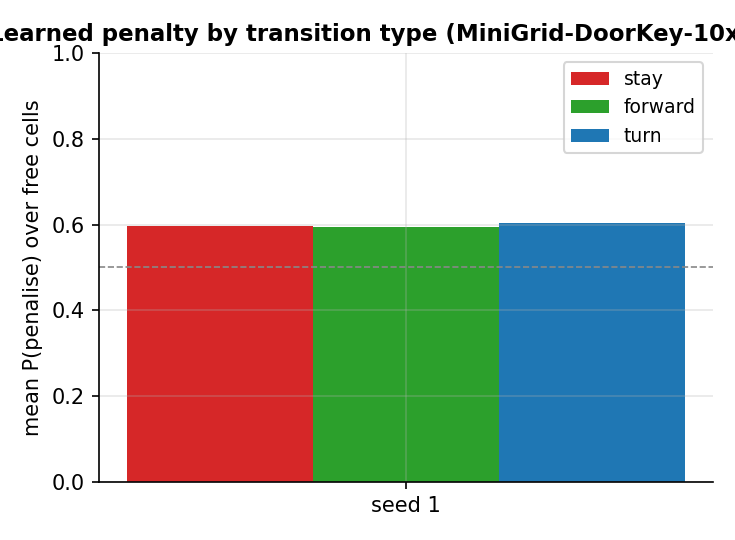 Learned penalty by transition type (MiniGrid-DoorKey-10x
1.0
0.8
0.6
0.4
0.2
0.0
mean P(penalise) over free cells
stay
forward
turn
seed 1